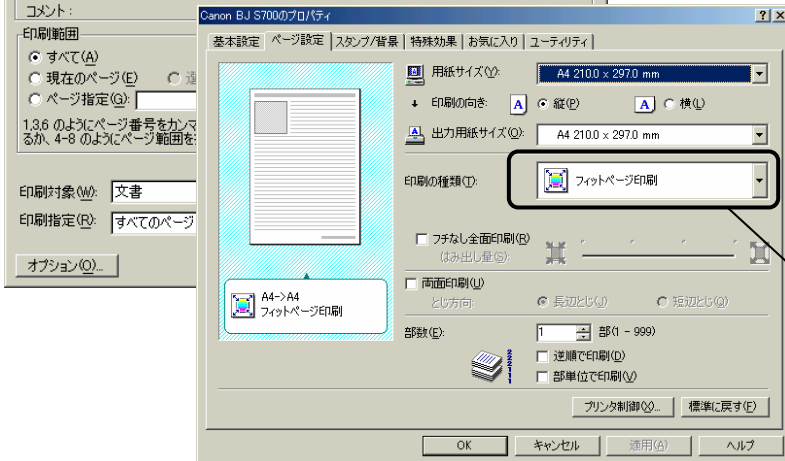 コメント:
印刷範囲
すべて(A)
現在のページ(E)
ページ指定(G):
1,3,6 のようにページ番号をカンマ
るか、4-8 のようにページ範囲を
印刷対象(W): 文書
印刷指定(R): すべてのページ
オプション(O)...
Canon BJ S700のプロパティ
基本設定 ページ設定 スタンプ/背景 特殊効果 お気に入り ユーティリティ
用紙サイズ(Y): A4 210.0 x 297.0 mm
印刷の向き: A 縦(P) A 横(L)
出力用紙サイズ(O): A4 210.0 x 297.0 mm
印刷の種類(T): フィットページ印刷
フチなし全面印刷(R)
はみ出し量(S):
両面印刷(U)
とじ方向: 長辺とじ(J) 短辺とじ(Q)
A4->A4
フィットページ印刷
部数(E): 1 部(1 - 999)
逆順で印刷(D)
部単位で印刷(V)
プリンタ制御(X)... 標準に戻す(F)
OK キャンセル 適用(A) ヘルプ